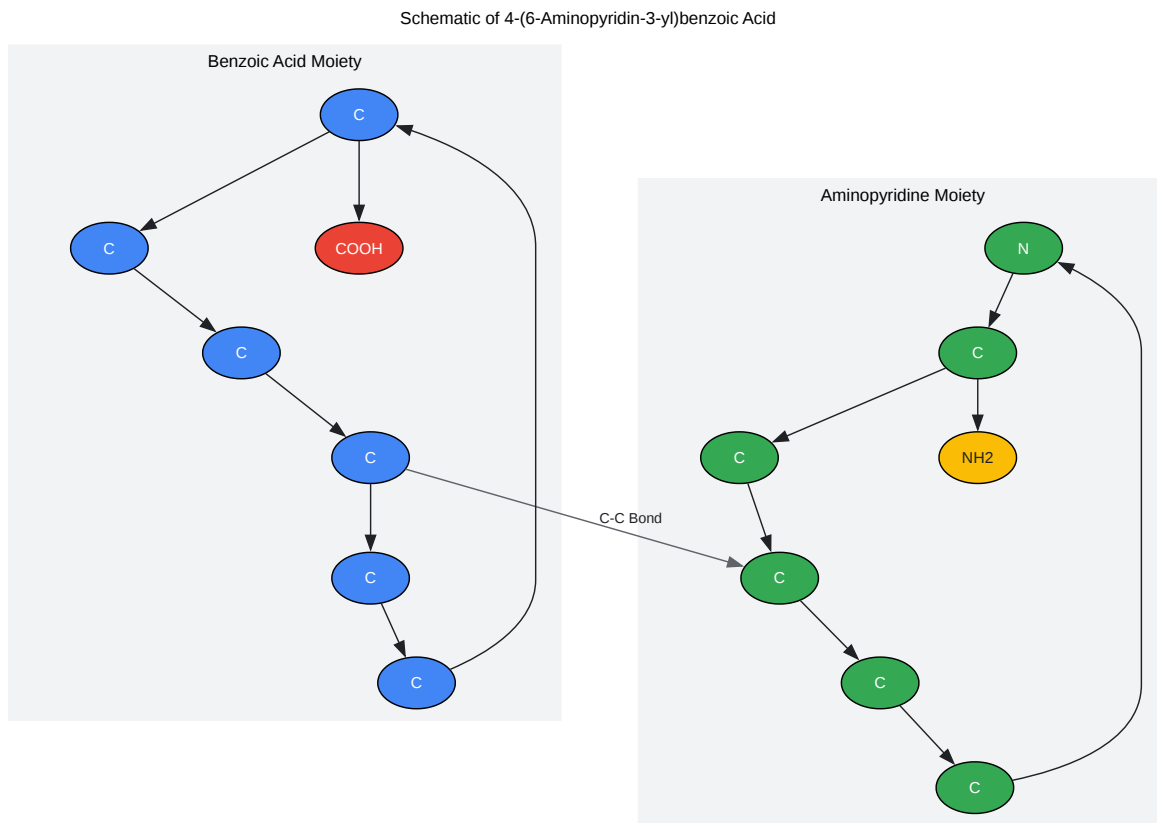 Schematic of 4-(6-Aminopyridin-3-yl)benzoic Acid
Benzoic Acid Moiety
C
C
COOH
C
C
C
C
C-C Bond
Aminopyridine Moiety
N
C
C
NH2
C
C
C